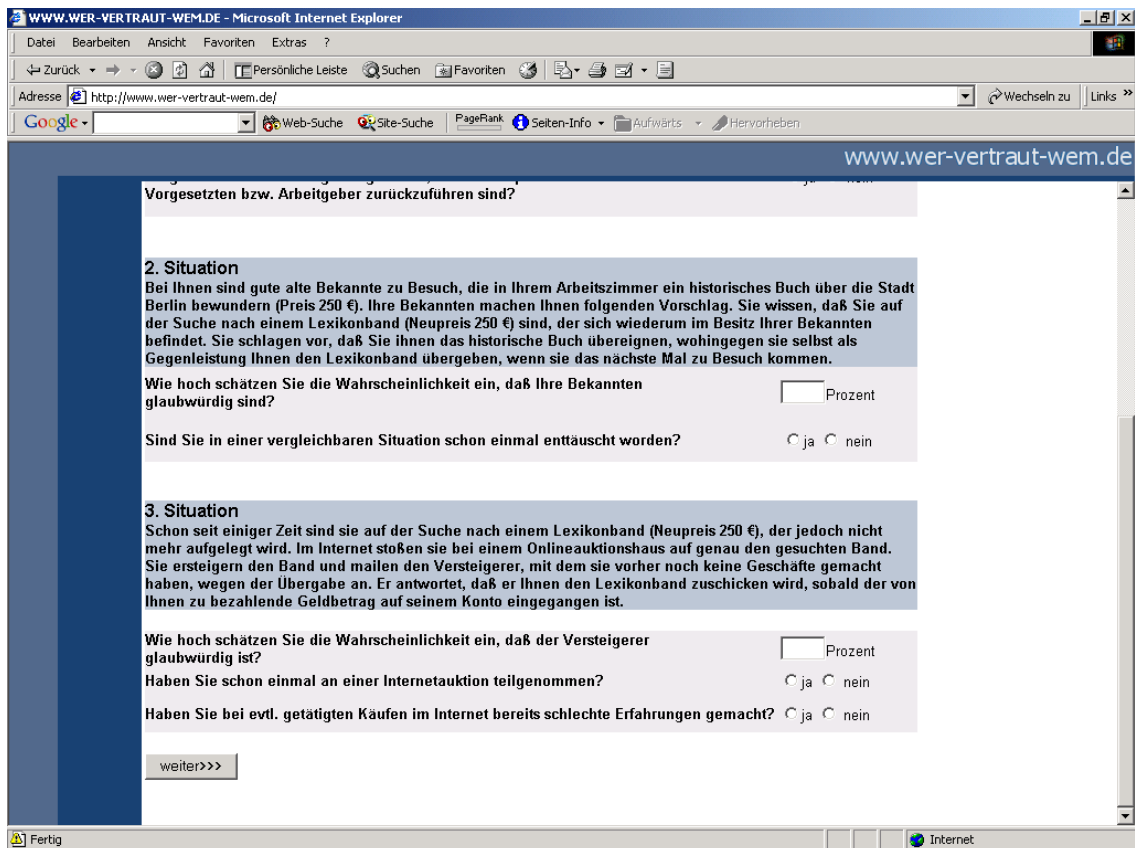 WWW.WER-VERTRAUT-WEM.DE - Microsoft Internet Explorer
Datei Bearbeiten Ansicht Favoriten Extras ?
Zurück Persönliche Leiste Suchen Favoriten
Adresse http://www.wer-vertraut-wem.de/ Wechseln zu Links »
Google Web-Suche Site-Suche PageRank Seiten-Info Aufwärts Hervorheben
www.wer-vertraut-wem.de
Vorgesetzten bzw. Arbeitgeber zurückzuführen sind?
2. Situation
Bei Ihnen sind gute alte Bekannte zu Besuch, die in Ihrem Arbeitszimmer ein historisches Buch über die Stadt
Berlin bewundern (Preis 250 €). Ihre Bekannten machen Ihnen folgenden Vorschlag. Sie wissen, daß Sie auf
der Suche nach einem Lexikonband (Neupreis 250 €) sind, der sich wiederum im Besitz Ihrer Bekannten
befindet. Sie schlagen vor, daß Sie ihnen das historische Buch übereignen, wohingegen sie selbst als
Gegenleistung Ihnen den Lexikonband übergeben, wenn sie das nächste Mal zu Besuch kommen.
Wie hoch schätzen Sie die Wahrscheinlichkeit ein, daß Ihre Bekannten
glaubwürdig sind?
Prozent
Sind Sie in einer vergleichbaren Situation schon einmal enttäuscht worden? ja nein
3. Situation
Schon seit einiger Zeit sind sie auf der Suche nach einem Lexikonband (Neupreis 250 €), der jedoch nicht
mehr aufgelegt wird. Im Internet stoßen sie bei einem Onlineauktionshaus auf genau den gesuchten Band.
Sie ersteigern den Band und mailen den Versteigerer, mit dem sie vorher noch keine Geschäfte gemacht
haben, wegen der Übergabe an. Er antwortet, daß er Ihnen den Lexikonband zuschicken wird, sobald der von
Ihnen zu bezahlende Geldbetrag auf seinem Konto eingegangen ist.
Wie hoch schätzen Sie die Wahrscheinlichkeit ein, daß der Versteigerer
glaubwürdig ist?
Prozent
Haben Sie schon einmal an einer Internetauktion teilgenommen? ja nein
Haben Sie bei evtl. getätigten Käufen im Internet bereits schlechte Erfahrungen gemacht? ja nein
weiter>>>
Fertig Internet